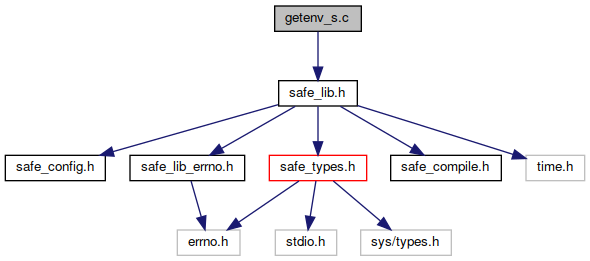 getenv_s.c
safe_lib.h
safe_config.h safe_lib_errno.h safe_types.h safe_compile.h time.h
errno.h stdio.h sys/types.h